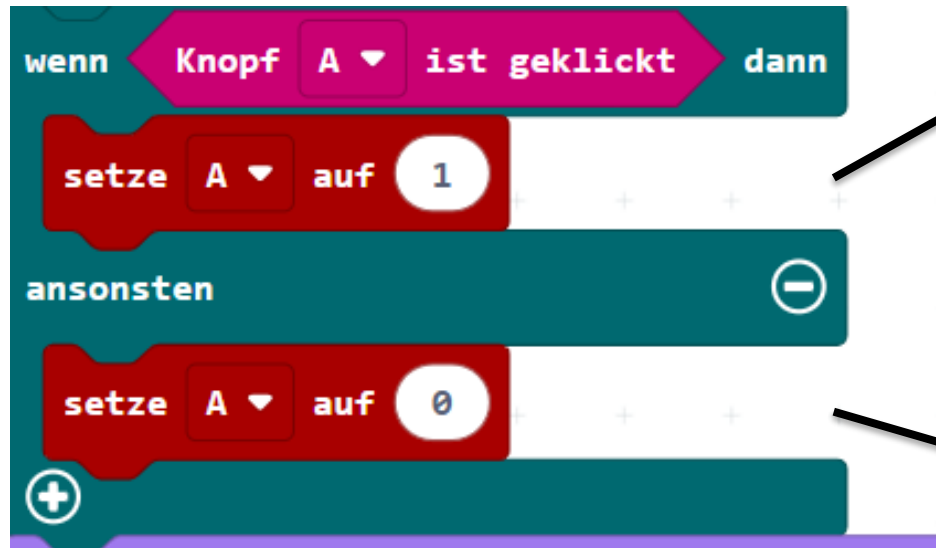 wenn Knopf A ist geklickt dann
setze A auf 1
ansonsten
setze A auf 0